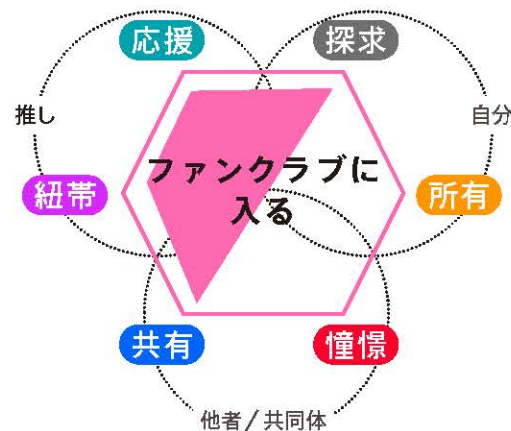 応援
探求
推し
自分
ファンクラブに
入る
紐帯
所有
共有
憧憬
他者/共同体